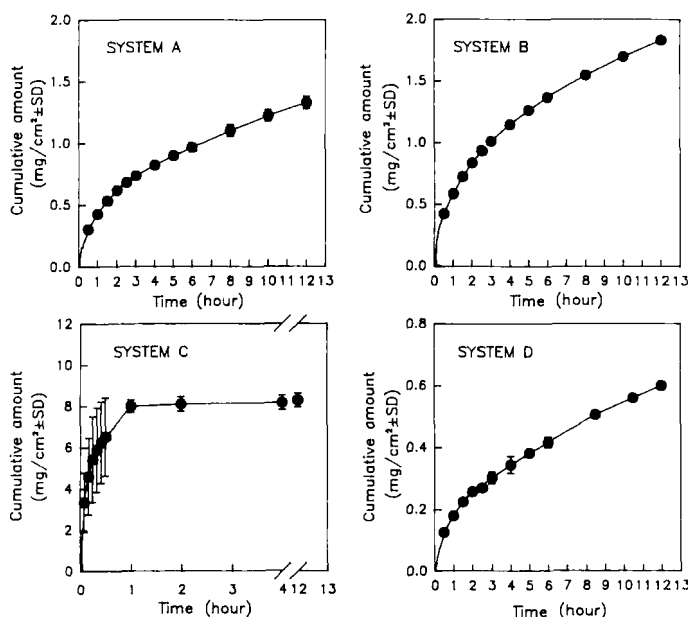 SYSTEM A
Cumulative amount
(mg/cm²±SD)
2.0
1.5
1.0
0.5
0.0
0 1 2 3 4 5 6 7 8 9 10 11 12 13
Time (hour)
SYSTEM B
Cumulative amount
(mg/cm²±SD)
2.0
1.5
1.0
0.5
0.0
0 1 2 3 4 5 6 7 8 9 10 11 12 13
Time (hour)
SYSTEM C
Cumulative amount
(mg/cm²±SD)
12
10
8
6
4
2
0
0 1 2 3 4 12 13
Time (hour)
SYSTEM D
Cumulative amount
(mg/cm²±SD)
0.8
0.6
0.4
0.2
0.0
0 1 2 3 4 5 6 7 8 9 10 11 12 13
Time (hour)